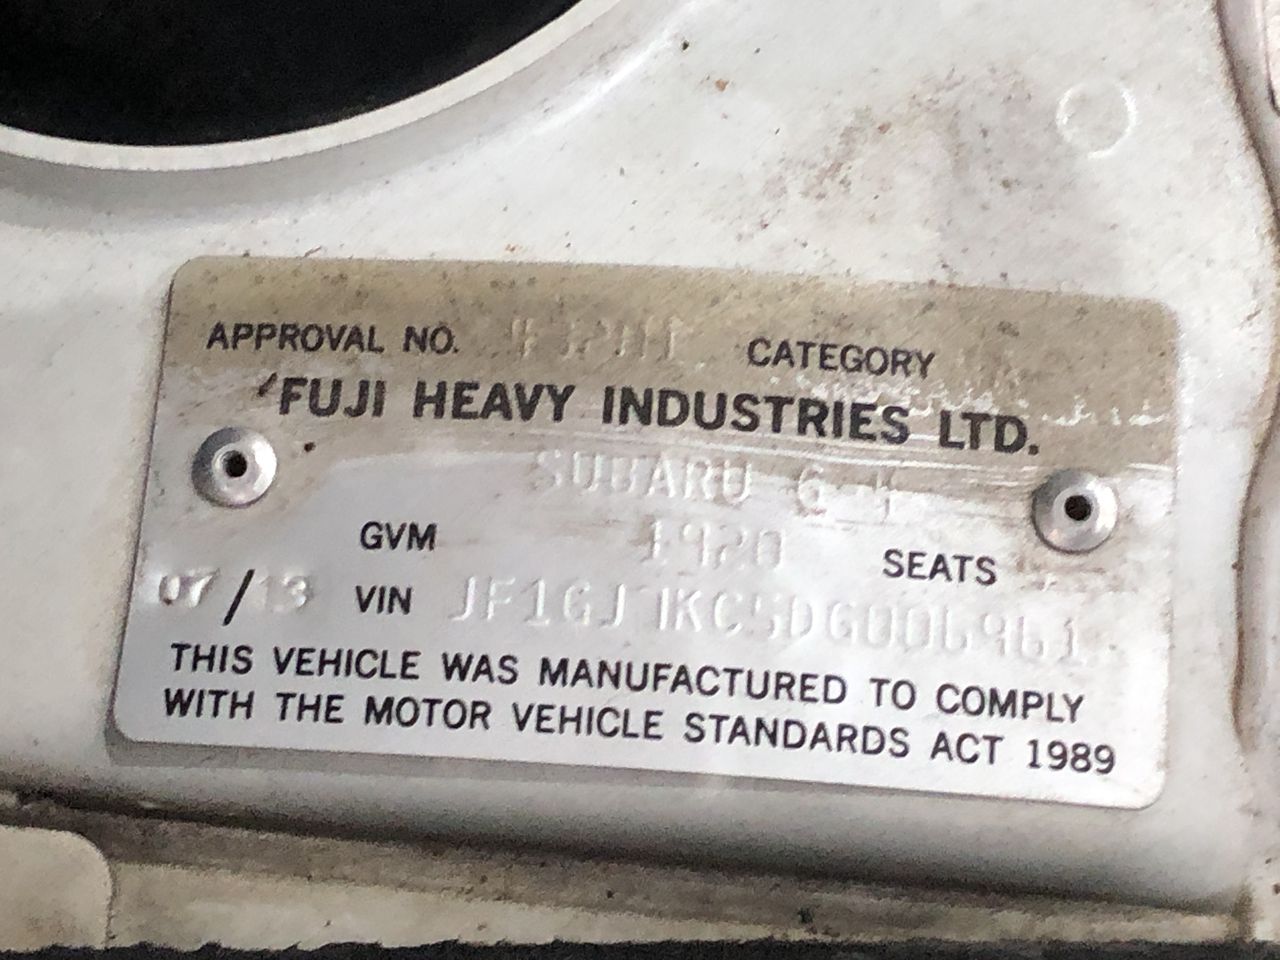 APPROVAL NO. CATEGORY
FUJI HEAVY INDUSTRIES LTD.
SUBARU G4
GVM 1920 SEATS
07/13 VIN
THIS VEHICLE WAS MANUFACTURED TO COMPLY
WITH THE MOTOR VEHICLE STANDARDS ACT 1989